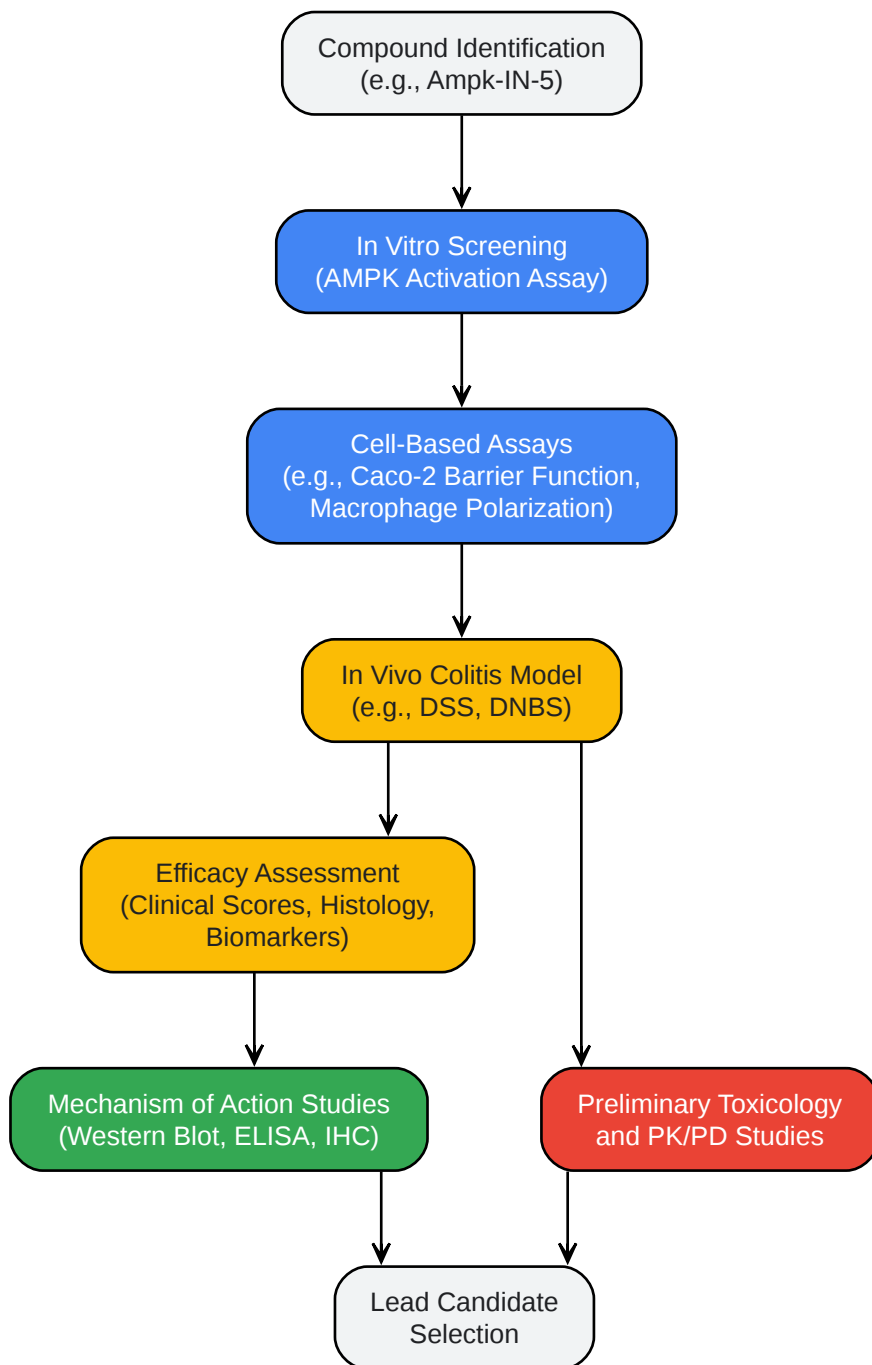 Compound Identification
(e.g., Ampk-IN-5)
In Vitro Screening
(AMPK Activation Assay)
Cell-Based Assays
(e.g., Caco-2 Barrier Function,
Macrophage Polarization)
In Vivo Colitis Model
(e.g., DSS, DNBS)
Efficacy Assessment
(Clinical Scores, Histology,
Biomarkers)
Mechanism of Action Studies
(Western Blot, ELISA, IHC)
Preliminary Toxicology
and PK/PD Studies
Lead Candidate
Selection